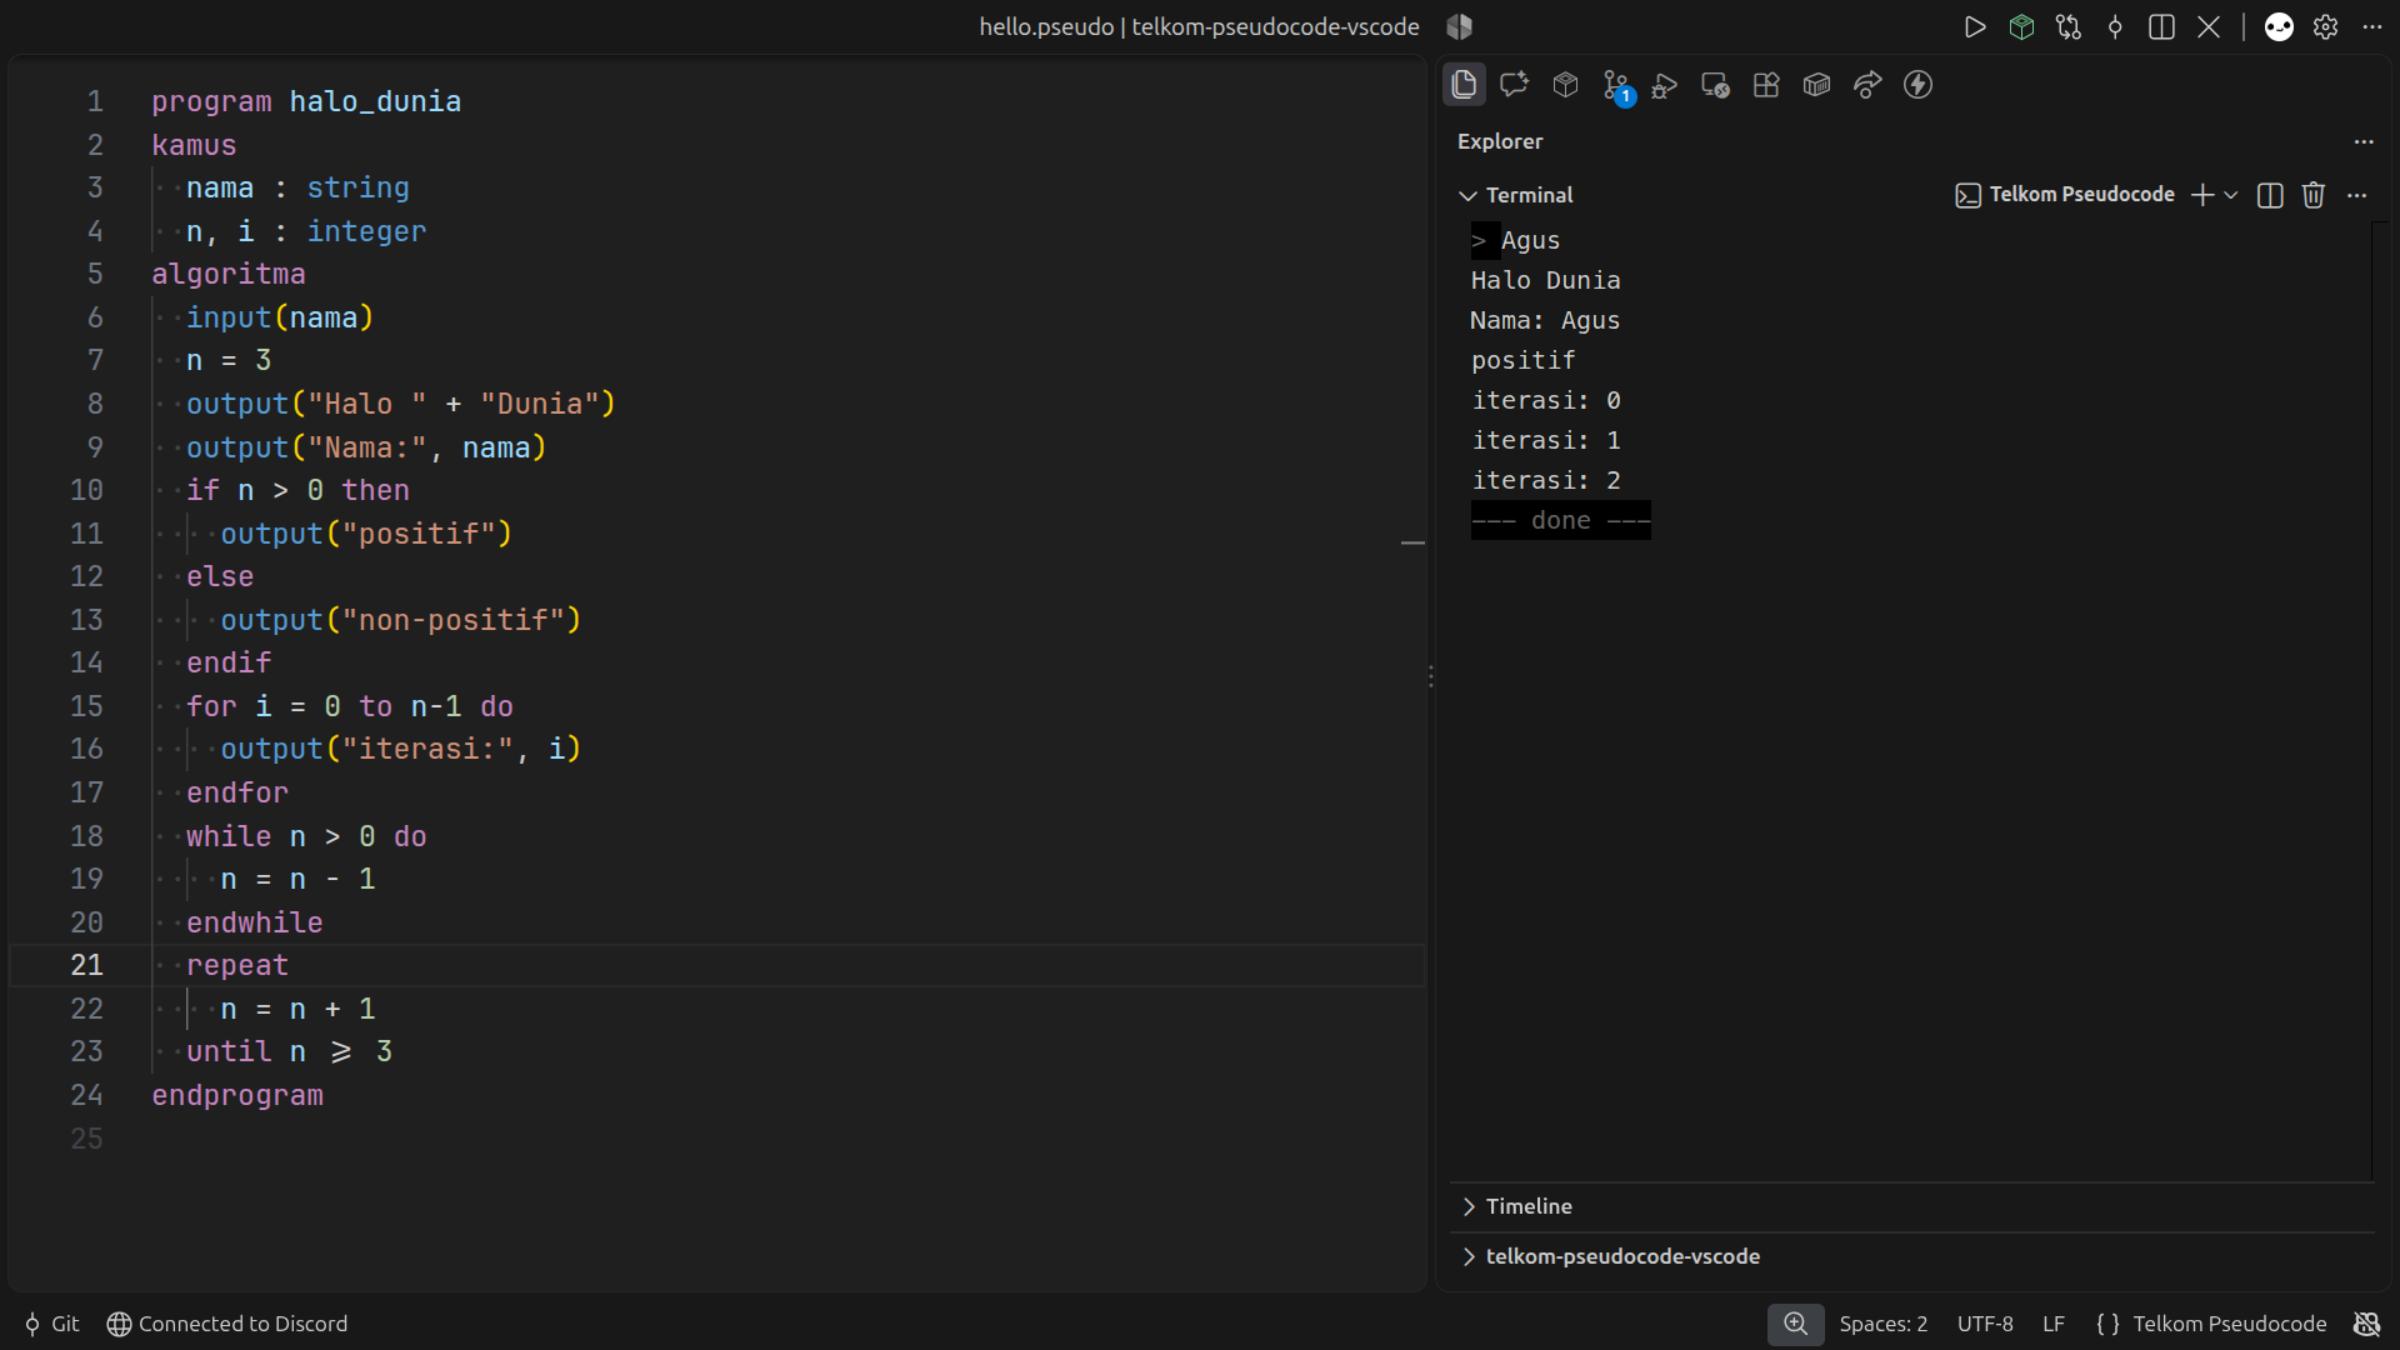 hello.pseudo | telkom-pseudocode-vscode
1 program halo_dunia
2 kamus
3 nama : string
4 n, i : integer
5 algoritma
6 input(nama)
7 n = 3
8 output("Halo " + "Dunia")
9 output("Nama:", nama)
10 if n > 0 then
11 output("positif")
12 else
13 output("non-positif")
14 endif
15 for i = 0 to n-1 do
16 output("iterasi:", i)
17 endfor
18 while n > 0 do
19 n = n - 1
20 endwhile
21 repeat
22 n = n + 1
23 until n ⩾ 3
24 endprogram
25
1
Explorer
Terminal
Telkom Pseudocode
> Agus
Halo Dunia
Nama: Agus
positif
iterasi: 0
iterasi: 1
iterasi: 2
--- done ---
Timeline
telkom-pseudocode-vscode
Git Connected to Discord Spaces: 2 UTF-8 LF {} Telkom Pseudocode